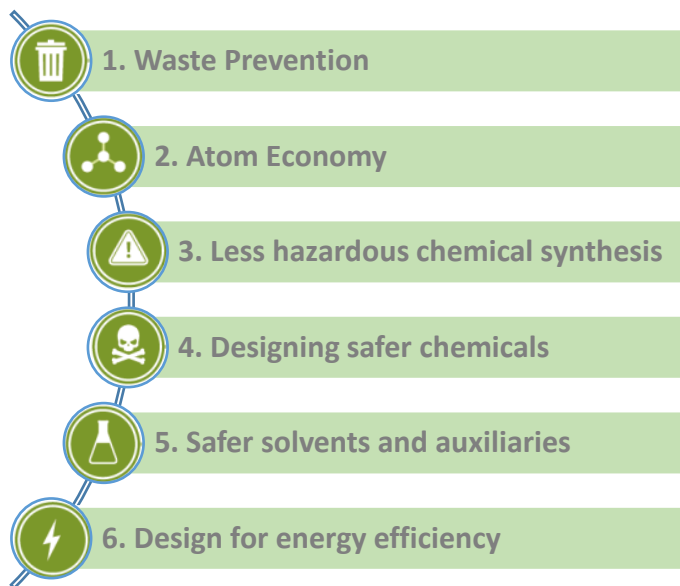 1. Waste Prevention
2. Atom Economy
3. Less hazardous chemical synthesis
4. Designing safer chemicals
5. Safer solvents and auxiliaries
6. Design for energy efficiency